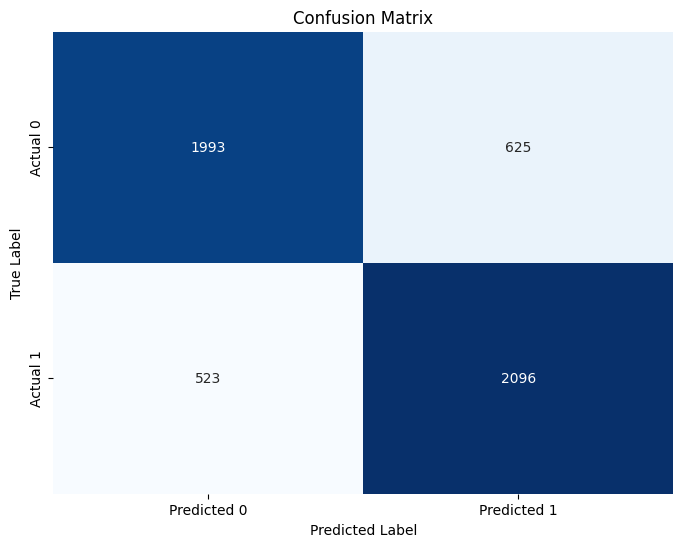 Confusion Matrix
True Label
Actual 0
1993
625
Actual 1
523
2096
Predicted 0
Predicted 1
Predicted Label